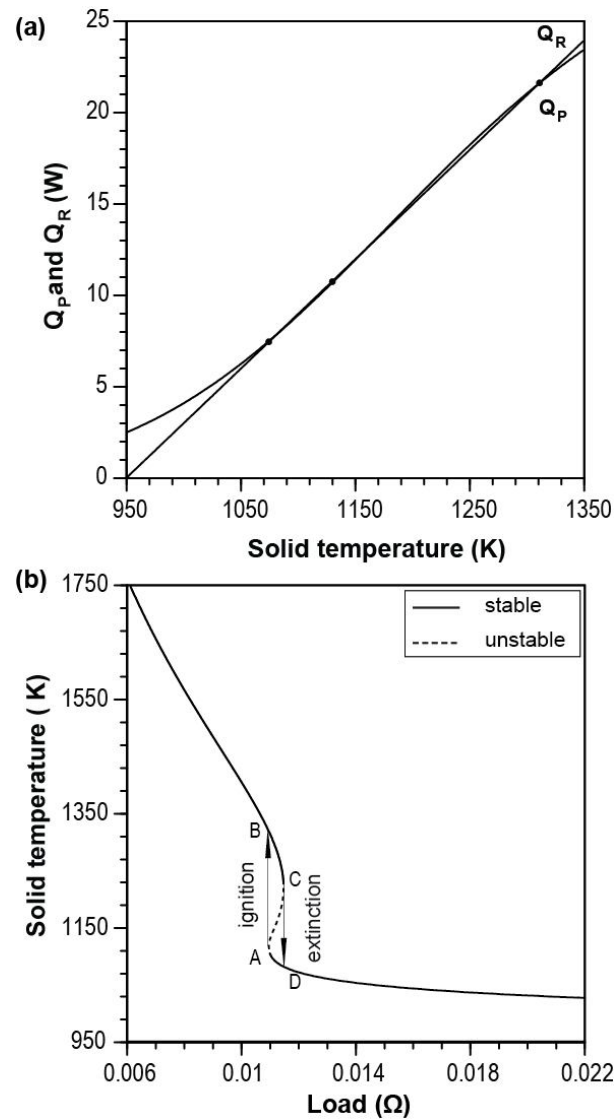 (a)
25
20
15
10
5
0
Q_P and Q_R (W)
Q_R
Q_P
950 1050 1150 1250 1350
Solid temperature (K)
(b)
1750
1550
1350
1150
950
Solid temperature ( K)
stable
unstable
B
C
A
D
ignition
extinction
0.006 0.01 0.014 0.018 0.022
Load (Ω)